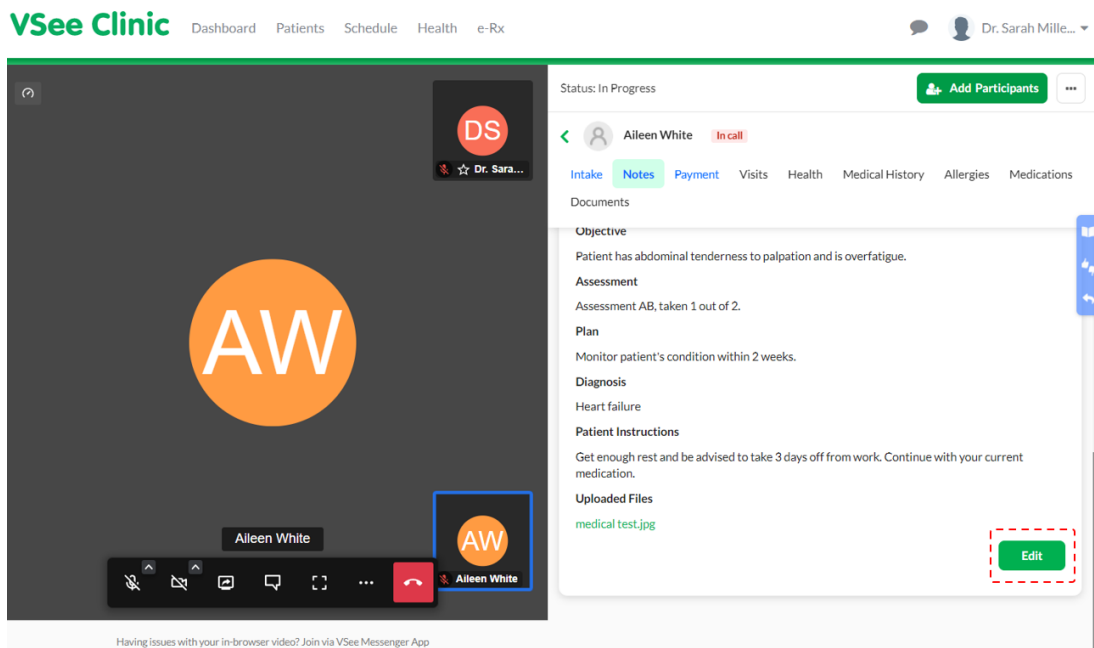 VSee Clinic Dashboard Patients Schedule Health e-Rx Dr. Sarah Mille...
DS
Dr. Sara...
AW
Aileen White
AW
Aileen White
Having issues with your in-browser video? Join via VSee Messenger App
Status: In Progress Add Participants
Aileen White In call
Intake Notes Payment Visits Health Medical History Allergies Medications
Documents
Objective
Patient has abdominal tenderness to palpation and is overfatigue.
Assessment
Assessment AB, taken 1 out of 2.
Plan
Monitor patient's condition within 2 weeks.
Diagnosis
Heart failure
Patient Instructions
Get enough rest and be advised to take 3 days off from work. Continue with your current
medication.
Uploaded Files
medical test.jpg
Edit